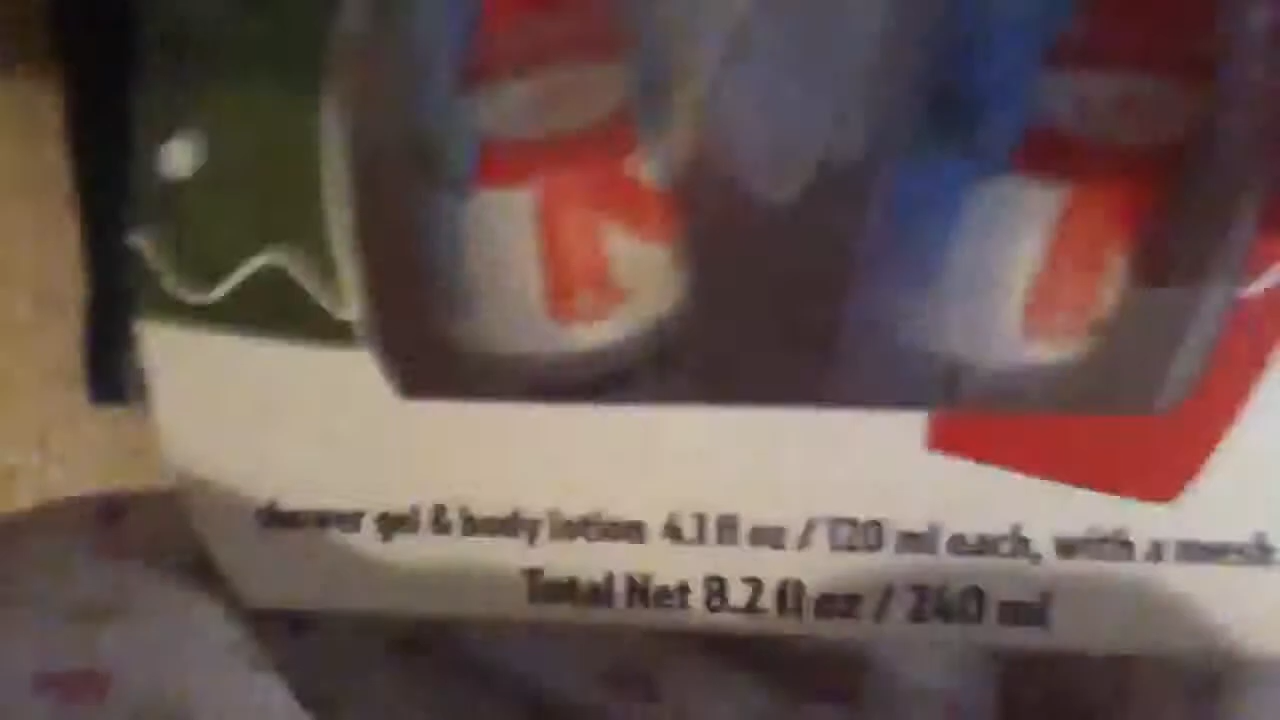 shower gel & body lotion 4.1 fl oz / 120 ml each, with a mesh
Total Net 8.2 fl oz / 240 ml